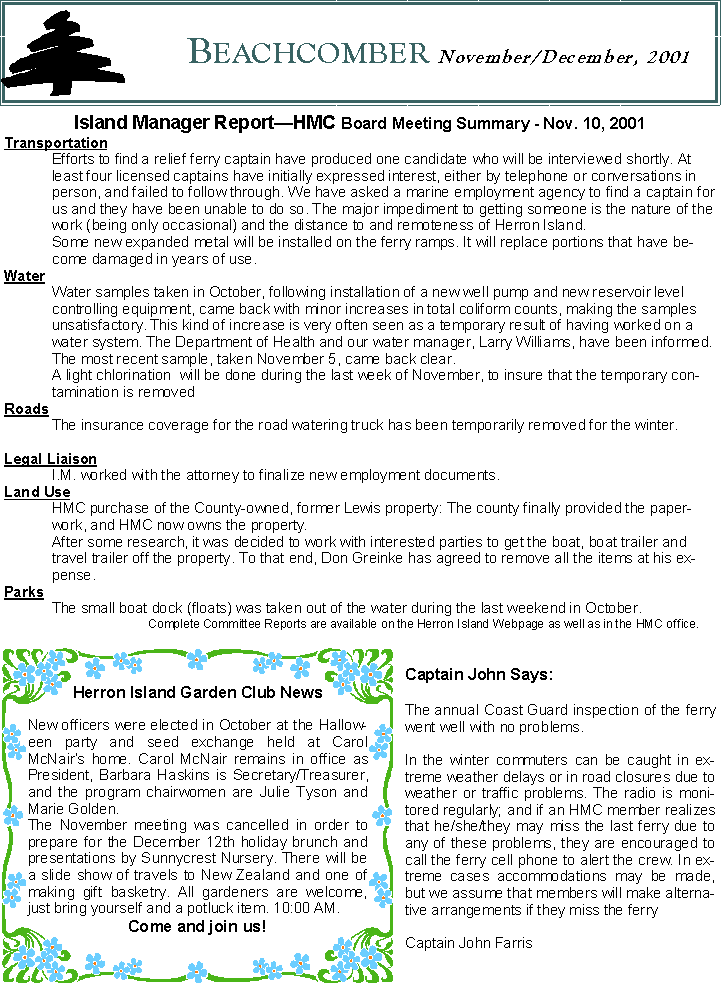 BEACHCOMBER November/December, 2001
Island Manager Report—HMC Board Meeting Summary - Nov. 10, 2001
Transportation
Efforts to find a relief ferry captain have produced one candidate who will be interviewed shortly. At
least four licensed captains have initially expressed interest, either by telephone or conversations in
person, and failed to follow through. We have asked a marine employment agency to find a captain for
us and they have been unable to do so. The major impediment to getting someone is the nature of the
work (being only occasional) and the distance to and remoteness of Herron Island.
Some new expanded metal will be installed on the ferry ramps. It will replace portions that have be-
come damaged in years of use.
Water
Water samples taken in October, following installation of a new well pump and new reservoir level
controlling equipment, came back with minor increases in total coliform counts, making the samples
unsatisfactory. This kind of increase is very often seen as a temporary result of having worked on a
water system. The Department of Health and our water manager, Larry Williams, have been informed.
The most recent sample, taken November 5, came back clear.
A light chlorination will be done during the last week of November, to insure that the temporary con-
tamination is removed
Roads
The insurance coverage for the road watering truck has been temporarily removed for the winter.
Legal Liaison
I.M. worked with the attorney to finalize new employment documents.
Land Use
HMC purchase of the County-owned, former Lewis property: The county finally provided the paper-
work, and HMC now owns the property.
After some research, it was decided to work with interested parties to get the boat, boat trailer and
travel trailer off the property. To that end, Don Greinke has agreed to remove all the items at his ex-
pense.
Parks
The small boat dock (floats) was taken out of the water during the last weekend in October.
Complete Committee Reports are available on the Herron Island Webpage as well as in the HMC office.
Herron Island Garden Club News
New officers were elected in October at the Hallow-
een party and seed exchange held at Carol
McNair's home. Carol McNair remains in office as
President, Barbara Haskins is Secretary/Treasurer,
and the program chairwomen are Julie Tyson and
Marie Golden.
The November meeting was cancelled in order to
prepare for the December 12th holiday brunch and
presentations by Sunnycrest Nursery. There will be
a slide show of travels to New Zealand and one of
making gift basketry. All gardeners are welcome,
just bring yourself and a potluck item. 10:00 AM.
Come and join us!
Captain John Says:
The annual Coast Guard inspection of the ferry
went well with no problems.
In the winter commuters can be caught in ex-
treme weather delays or in road closures due to
weather or traffic problems. The radio is moni-
tored regularly; and if an HMC member realizes
that he/she/they may miss the last ferry due to
any of these problems, they are encouraged to
call the ferry cell phone to alert the crew. In ex-
treme cases accommodations may be made,
but we assume that members will make alterna-
tive arrangements if they miss the ferry
Captain John Farris